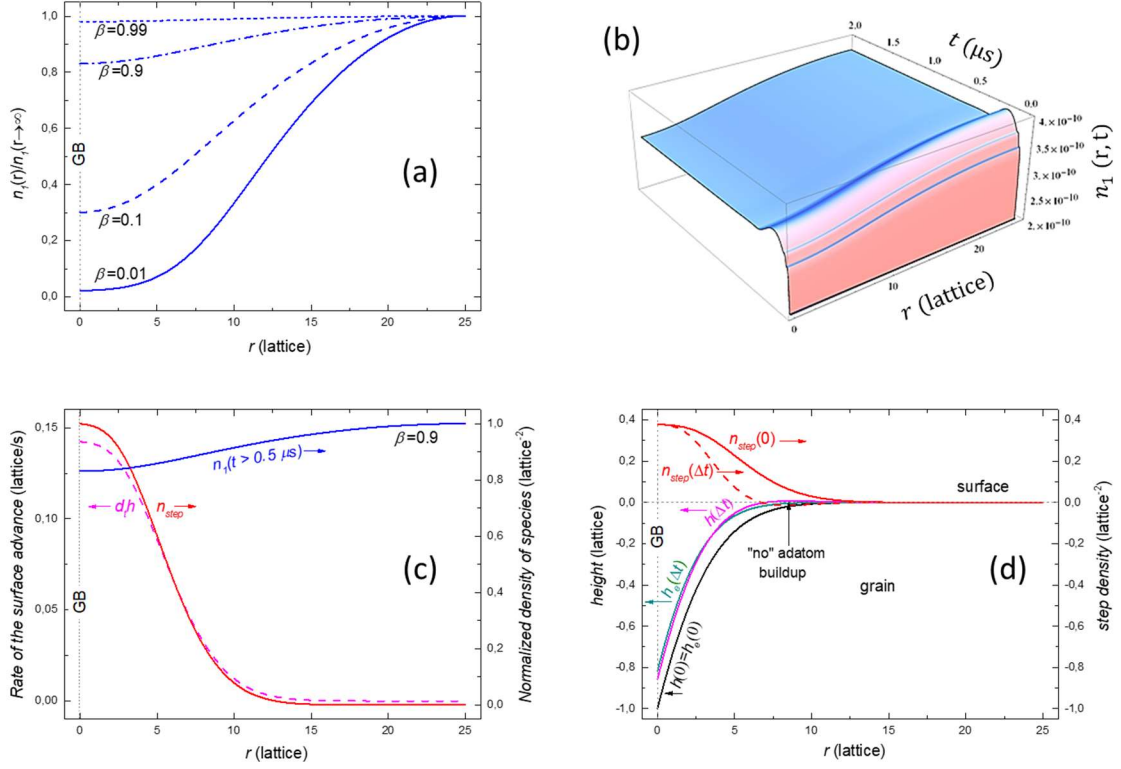 β=0.99
β=0.9
β=0.1
β=0.01
GB
(a)
n₁(r)/n₁(r→∞)
1,0
0,8
0,6
0,4
0,2
0,0
0
5
10
15
20
25
r (lattice)
(b)
2.0
1.5
1.0
0.5
0.0
t (μs)
4.×10⁻¹⁰
3.5×10⁻¹⁰
3.×10⁻¹⁰
2.5×10⁻¹⁰
2.×10⁻¹⁰
n₁ (r, t)
0
10
20
r (lattice)
Rate of the surface advance (lattice/s)
0,15
0,10
0,05
0,00
β=0.9
n₁(t > 0.5 μs)
dₜh
n_step
GB
(c)
1,0
0,8
0,6
0,4
0,2
0,0
Normalized density of species (lattice⁻²)
0
5
10
15
20
25
r (lattice)
height (lattice)
0,4
0,2
0,0
-0,2
-0,4
-0,6
-0,8
-1,0
n_step(0)
n_step(Δt)
surface
GB
h(Δt)
"no" adatom
buildup
hₑ(Δt)
grain
(d)
h(0)=hₑ(0)
0,4
0,2
0,0
-0,2
-0,4
-0,6
-0,8
-1,0
step density (lattice⁻²)
0
5
10
15
20
25
r (lattice)